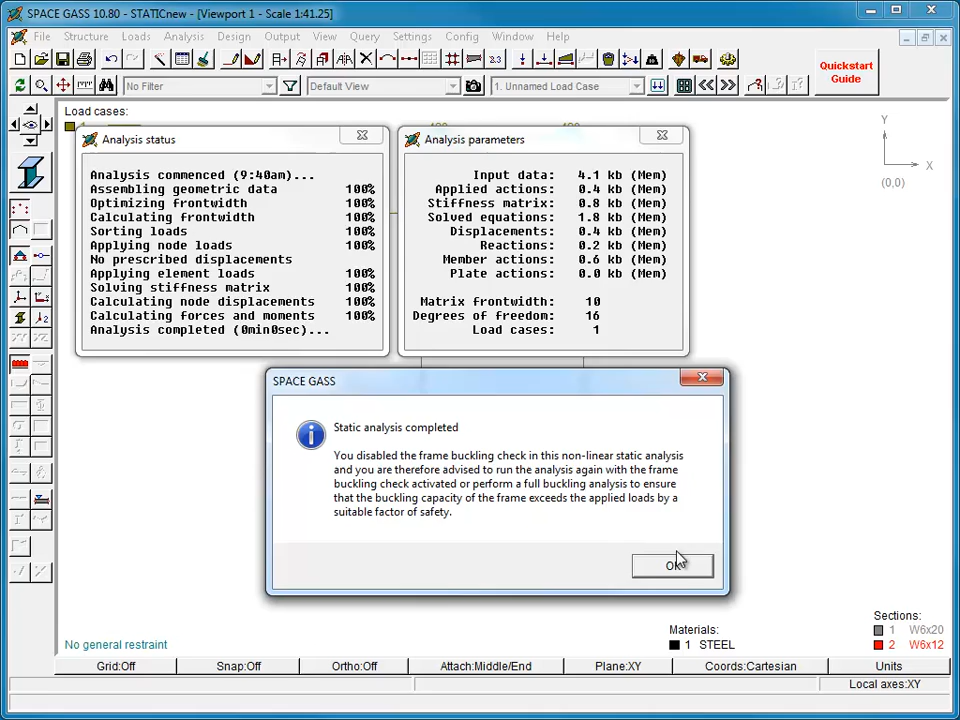 SPACE GASS 10.80 - STATICnew - [Viewport 1 - Scale 1:41.25]
File Structure Loads Analysis Design Output View Query Settings Config Window Help
2.3
No Filter Default View 1. Unnamed Load Case
Quickstart
Guide
Load cases:
Analysis status
Analysis commenced (9:40am)...
Assembling geometric data 100%
Optimizing frontwidth 100%
Calculating frontwidth 100%
Sorting loads 100%
Applying node loads 100%
No prescribed displacements
Applying element loads 100%
Solving stiffness matrix 100%
Calculating node displacements 100%
Calculating forces and moments 100%
Analysis completed (0min0sec)...
Analysis parameters
Input data: 4.1 kb (Mem)
Applied actions: 0.4 kb (Mem)
Stiffness matrix: 0.8 kb (Mem)
Solved equations: 1.8 kb (Mem)
Displacements: 0.4 kb (Mem)
Reactions: 0.2 kb (Mem)
Member actions: 0.6 kb (Mem)
Plate actions: 0.0 kb (Mem)
Matrix frontwidth: 10
Degrees of freedom: 16
Load cases: 1
Y
X
(0,0)
SPACE GASS
Static analysis completed
You disabled the frame buckling check in this non-linear static analysis
and you are therefore advised to run the analysis again with the frame
buckling check activated or perform a full buckling analysis to ensure
that the buckling capacity of the frame exceeds the applied loads by a
suitable factor of safety.
OK
No general restraint
Materials:
1 STEEL
Sections:
1 W6x20
2 W6x12
Grid:Off Snap:Off Ortho:Off Attach:Middle/End Plane:XY Coords:Cartesian Units
Local axes:XY